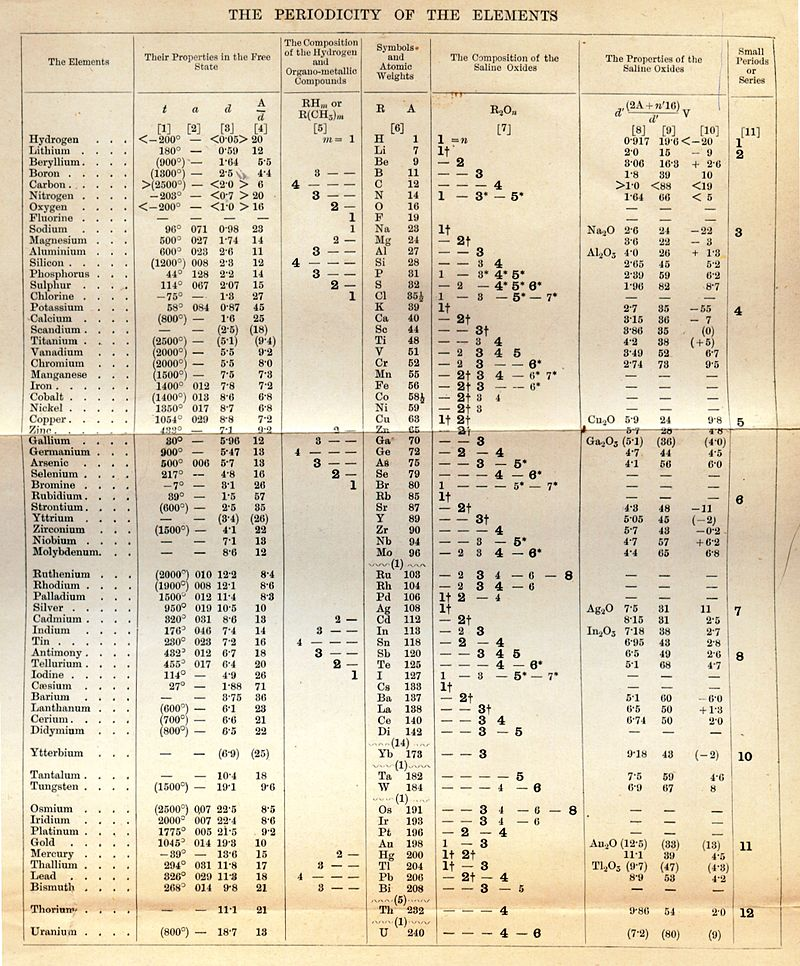 THE PERIODICITY OF THE ELEMENTS
The Elements | Their Properties in the Free State | The Composition of the Hydrogen and Organo-metallic Compounds | Symbols and Atomic Weights | The Composition of the Saline Oxides | The Properties of the Saline Oxides | Small Periods or Series
t a d A/d | RHm or R(CH3)m | R A | R2On | d' (2A+n'16)/d' V
[1] [2] [3] [4] | [5] | [6] | [7] | [8] [9] [10] | [11]
Hydrogen . . . . <−200° — <0·05> 20 | m = 1 | H 1 | 1 = n | 0·917 19·6 <−20 | 1
Lithium . . . . 180° — 0·59 12 | Li 7 | 1† | 2·0 15 − 9 | 2
Beryllium. . . . (900°) — 1·64 5·5 | Be 9 | — 2 | 3·06 16·3 + 2·6
Boron . . . . (1300°) — 2·5 4·4 | 3 — — | B 11 | — — 3 | 1·8 39 10
Carbon. . . . . >(2500°) — <2·0 > 6 | 4 — — — | C 12 | — — — 4 | >1·0 <88 <19
Nitrogen . . . . −203° — <0·7 > 20 | 3 — — | N 14 | 1 — 3* — 5* | 1·64 66 < 5
Oxygen . . . . <−200° — <1·0 > 16 | 2 — | O 16 | — — —
Fluorine . . . . — — — — | 1 | F 19 | — — —
Sodium . . . . 96° 071 0·98 23 | 1 | Na 23 | 1† | Na2O 2·6 24 −22 | 3
Magnesium . . . 500° 027 1·74 14 | 2 — | Mg 24 | — 2† | 3·6 22 − 3
Aluminium . . . 600° 023 2·6 11 | 3 — — | Al 27 | — — 3 | Al2O3 4·0 26 + 1·3
Silicon . . . . (1200°) 008 2·3 12 | 4 — — — | Si 28 | — — 3 4 | 2·65 45 5·2
Phosphorus . . . 44° 128 2·2 14 | 3 — — | P 31 | 1 — 3* 4* 5* | 2·39 59 6·2
Sulphur . . . . 114° 067 2·07 15 | 2 — | S 32 | — 2 — 4* 5* 6* | 1·96 82 8·7
Chlorine . . . . −75° — 1·3 27 | 1 | Cl 35½ | 1 — 3 — 5* — 7* | — — —
Potassium . . . 58° 084 0·87 45 | K 39 | 1† | 2·7 35 −55 | 4
Calcium . . . . (800°) — 1·6 25 | Ca 40 | — 2† | 3·15 36 − 7
Scandium. . . . — — (2·5) (18) | Sc 44 | — — 3† | 3·86 35 (0)
Titanium . . . . (2500°) — (5·1) (9·4) | Ti 48 | — — 3 4 | 4·2 38 (+5)
Vanadium . . . (2000°) — 5·5 9·2 | V 51 | — 2 3 4 5 | 3·49 52 6·7
Chromium . . . (2000°) — 5·5 8·0 | Cr 52 | — 2 3 — — 6* | 2·74 73 9·5
Manganese . . . (1500°) — 7·5 7·3 | Mn 55 | — 2† 3 4 — 6* 7* | — — —
Iron . . . . . 1400° 012 7·8 7·2 | Fe 56 | — 2† 3 — — 6* | — — —
Cobalt . . . . (1400°) 013 8·6 6·8 | Co 58½ | — 2† 3 4 | — — —
Nickel . . . . 1350° 017 8·7 6·8 | Ni 59 | — 2† 3 | — — —
Copper. . . . . 1054° 029 8·8 7·2 | Cu 63 | 1† 2† | Cu2O 5·9 24 9·8 | 5
Zinc. . . . . 432° — 7·1 9·2 | 2 — | Zn 65 | — 2† | 5·7 28 4·8
Gallium . . . . 30° — 5·96 12 | 3 — — | Ga 70 | — — 3 | Ga2O3 (5·1) (36) (4·0)
Germanium . . . 900° — 5·47 13 | 4 — — — | Ge 72 | — 2 — 4 | 4·7 44 4·5
Arsenic . . . . 500° 006 5·7 13 | 3 — — | As 75 | — — 3 — 5* | 4·1 56 6·0
Selenium . . . . 217° — 4·8 16 | 2 — | Se 79 | — — — 4 — 6* | — — —
Bromine . . . . −7° — 3·1 26 | 1 | Br 80 | 1 — — — 5* — 7* | — — —
Rubidium. . . . 39° — 1·5 57 | Rb 85 | 1† | — — — | 6
Strontium. . . . (600°) — 2·5 35 | Sr 87 | — 2† | 4·3 48 −11
Yttrium . . . . — — (3·4) (26) | Y 89 | — — 3† | 5·05 45 (−2)
Zirconium . . . (1500°) — 4·1 22 | Zr 90 | — — — 4 | 5·7 43 −0·2
Niobium . . . . — — 7·1 13 | Nb 94 | — — 3 — 5* | 4·7 57 +6·2
Molybdenum. . . — — 8·6 12 | Mo 96 | — 2 3 4 — 6* | 4·4 65 6·8
(1)
Ruthenium . . . (2000°) 010 12·2 8·4 | Ru 103 | — 2 3 4 — 6 — 8 | — — —
Rhodium . . . . (1900°) 008 12·1 8·6 | Rh 104 | — 2 3 4 — 6 | — — —
Palladium . . . 1500° 012 11·4 8·3 | Pd 106 | 1† 2 — 4 | — — —
Silver . . . . . 950° 019 10·5 10 | Ag 108 | 1† | Ag2O 7·5 31 11 | 7
Cadmium . . . . 320° 031 8·6 13 | 2 — | Cd 112 | — 2† | 8·15 31 2·5
Indium . . . . 176° 046 7·4 14 | 3 — — | In 113 | — 2 3 | In2O3 7·18 38 2·7
Tin . . . . . 230° 023 7·2 16 | 4 — — — | Sn 118 | — 2 — 4 | 6·95 43 2·8
Antimony . . . . 432° 012 6·7 18 | 3 — — | Sb 120 | — — 3 4 5 | 6·5 49 2·6 | 8
Tellurium . . . . 455° 017 6·4 20 | 2 — | Te 125 | — — — 4 — 6* | 5·1 68 4·7
Iodine . . . . . 114° — 4·9 26 | 1 | I 127 | 1 — 3 — 5* — 7* | — — —
Cæsium . . . . 27° — 1·88 71 | Cs 133 | 1† | — — —
Barium . . . . — — 3·75 36 | Ba 137 | — 2† | 5·1 60 −6·0
Lanthanum . . . (600°) — 6·1 23 | La 138 | — — 3† | 6·5 50 +1·3
Cerium. . . . . (700°) — 6·6 21 | Ce 140 | — — 3 4 | 6·74 50 2·0
Didymium . . . (800°) — 6·5 22 | Di 142 | — — 3 — 5 | — — —
(14)
Ytterbium . . . — — (6·9) (25) | Yb 173 | — — 3 | 9·18 43 (−2) | 10
(1)
Tantalum . . . . — — 10·4 18 | Ta 182 | — — — — 5 | 7·5 59 4·6
Tungsten . . . . (1500°) — 19·1 9·6 | W 184 | — — — 4 — 6 | 6·9 67 8
(1)
Osmium . . . . (2500°) 007 22·5 8·5 | Os 191 | — — 3 4 — 6 — 8 | — — —
Iridium . . . . 2000° 007 22·4 8·6 | Ir 193 | — — 3 4 — 6 | — — —
Platinum . . . . 1775° 005 21·5 9·2 | Pt 196 | — 2 — 4 | — — —
Gold . . . . . 1045° 014 19·3 10 | Au 198 | 1 — 3 | Au2O (12·5) (33) (13) | 11
Mercury . . . . −39° — 13·6 15 | 2 — | Hg 200 | 1† 2† | 11·1 39 4·5
Thallium . . . . 294° 031 11·8 17 | 3 — — | Tl 204 | 1† — 3 | Tl2O3 (9·7) (47) (4·3)
Lead . . . . . 326° 029 11·3 18 | 4 — — — | Pb 206 | — 2† — 4 | 8·9 53 4·2
Bismuth . . . . 268° 014 9·8 21 | 3 — — | Bi 208 | — — 3 — 5 | — — —
(5)
Thorium . . . . — — 11·1 21 | Th 232 | — — — 4 | 9·86 54 2·0 | 12
(1)
Uranium . . . . (800°) — 18·7 13 | U 240 | — — — 4 — 6 | (7·2) (80) (9)